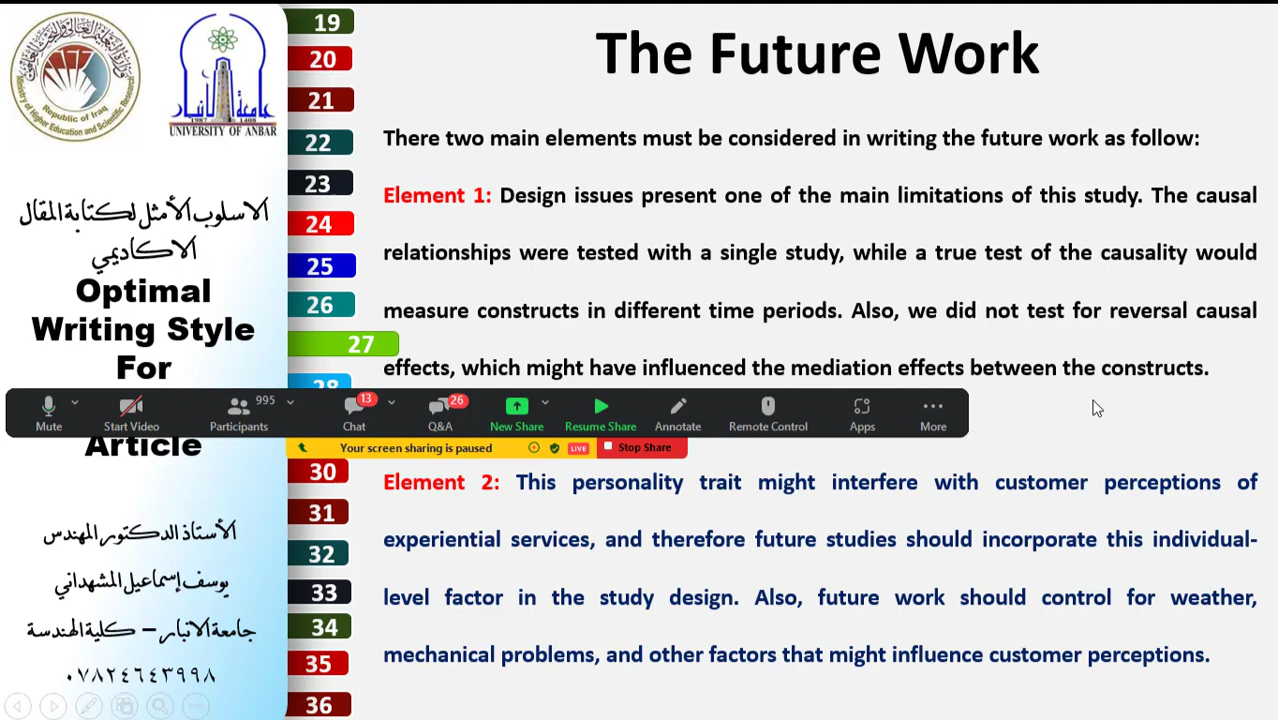 UNIVERSITY OF ANBAR
الاسلوب الأمثل لكتابة المقال
الاكاديمي
Optimal
Writing Style
For
Article
الأستاذ الدكتور المهندس
يوسف إسماعيل المشهداني
جامعة الانبار – كلية الهندسة
٠٧٨٢٤٦٤٣٩٩٨
19
20
21
22
23
24
25
26
27
28
30
31
32
33
34
35
36
The Future Work
There two main elements must be considered in writing the future work as follow:
Element 1: Design issues present one of the main limitations of this study. The causal
relationships were tested with a single study, while a true test of the causality would
measure constructs in different time periods. Also, we did not test for reversal causal
effects, which might have influenced the mediation effects between the constructs.
Mute
Start Video
Participants 995
Chat 13
Q&A 26
New Share
Resume Share
Annotate
Remote Control
Apps
More
Your screen sharing is paused
LIVE
Stop Share
Element 2: This personality trait might interfere with customer perceptions of
experiential services, and therefore future studies should incorporate this individual-
level factor in the study design. Also, future work should control for weather,
mechanical problems, and other factors that might influence customer perceptions.